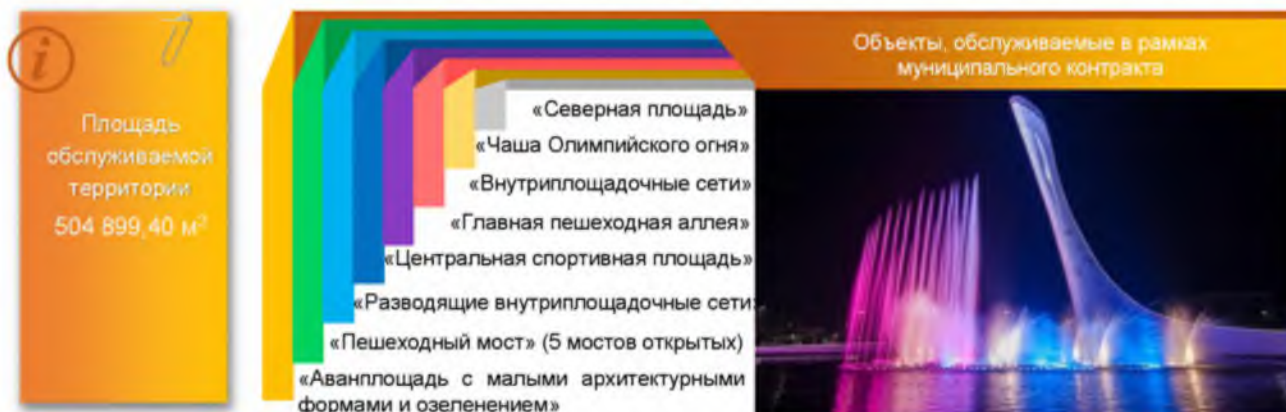 i
Площадь
обслуживаемой
территории
504 899,40 м²
Объекты, обслуживаемые в рамках
муниципального контракта
«Северная площадь»
«Чаша Олимпийского огня»
«Внутриплощадочные сети»
«Главная пешеходная аллея»
«Центральная спортивная площадь»
«Разводящие внутриплощадочные сети
«Пешеходный мост» (5 мостов открытых)
«Аванплощадь с малыми архитектурными
формами и озеленением»